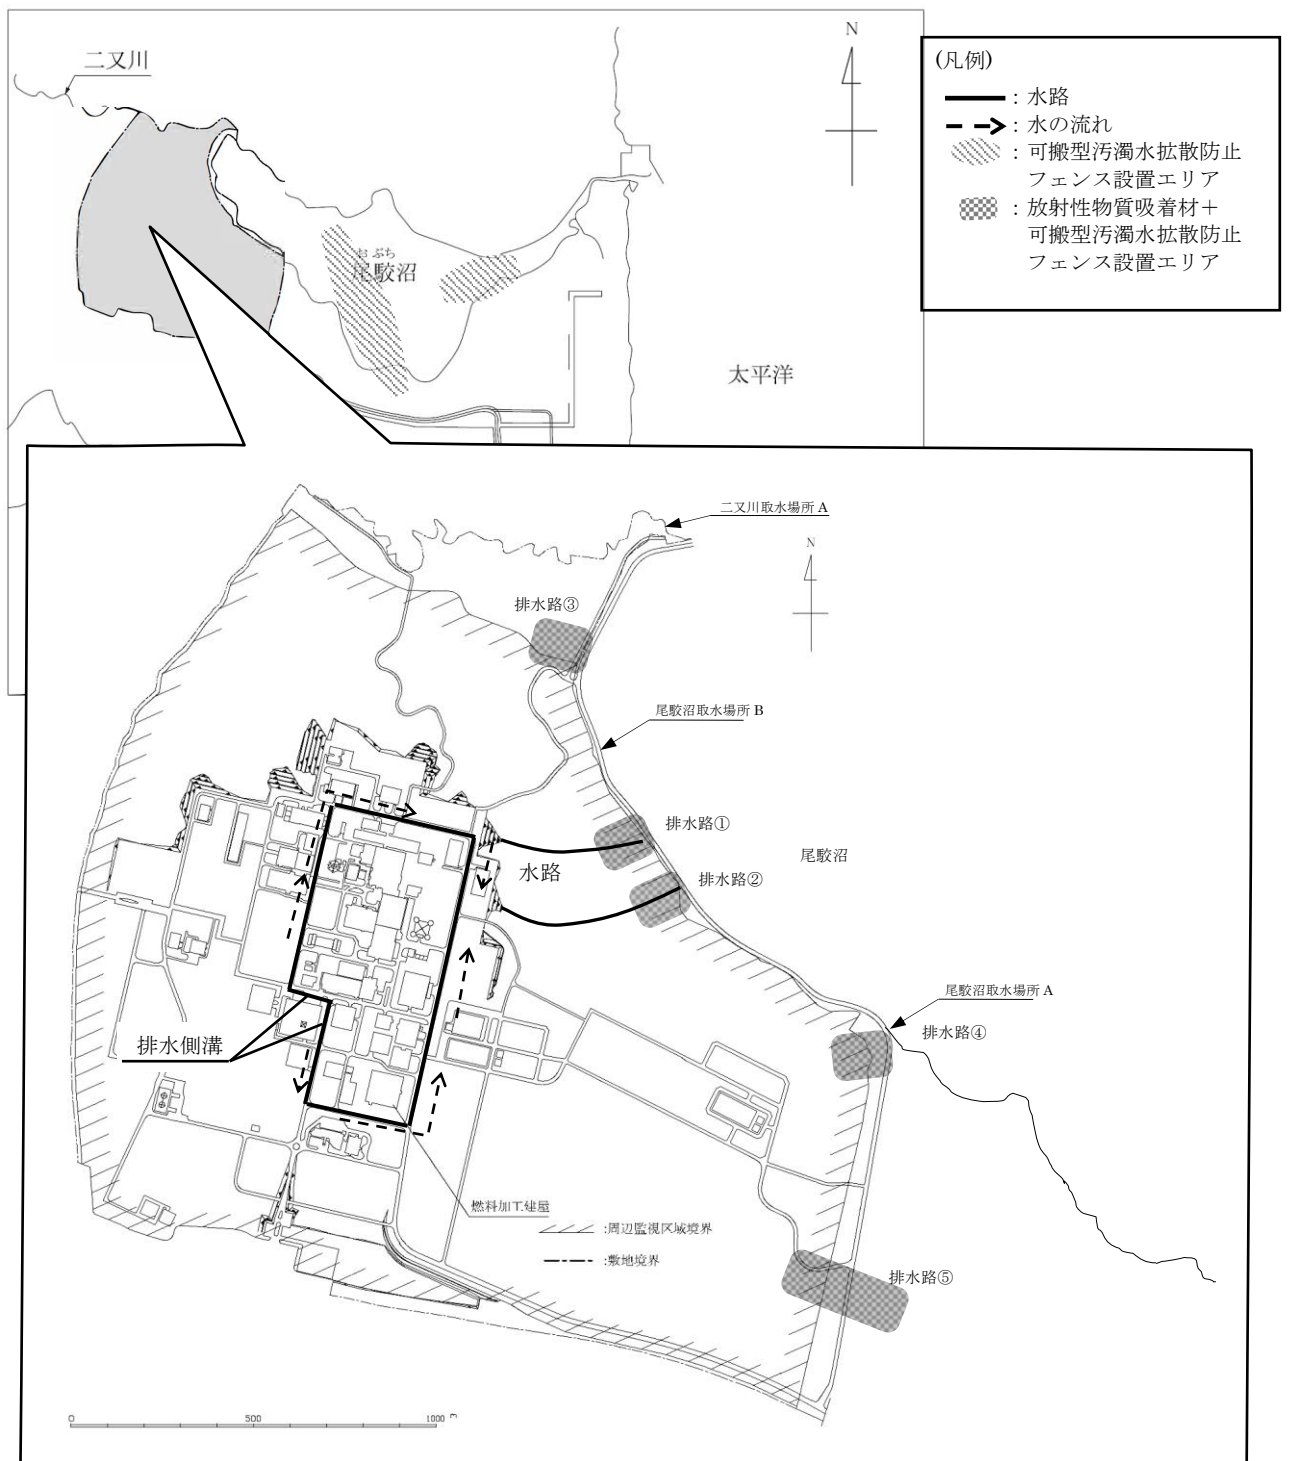 二又川
N
(凡例)
：水路
：水の流れ
：可搬型汚濁水拡散防止
フェンス設置エリア
：放射性物質吸着材＋
可搬型汚濁水拡散防止
フェンス設置エリア
おぶち
尾駮沼
太平洋
二又川取水場所 A
N
排水路③
尾駮沼取水場所 B
排水路①
尾駮沼
水路
排水路②
尾駮沼取水場所 A
排水路④
排水側溝
燃料加工建屋
:周辺監視区域境界
:敷地境界
排水路⑤
0 500 1000 m